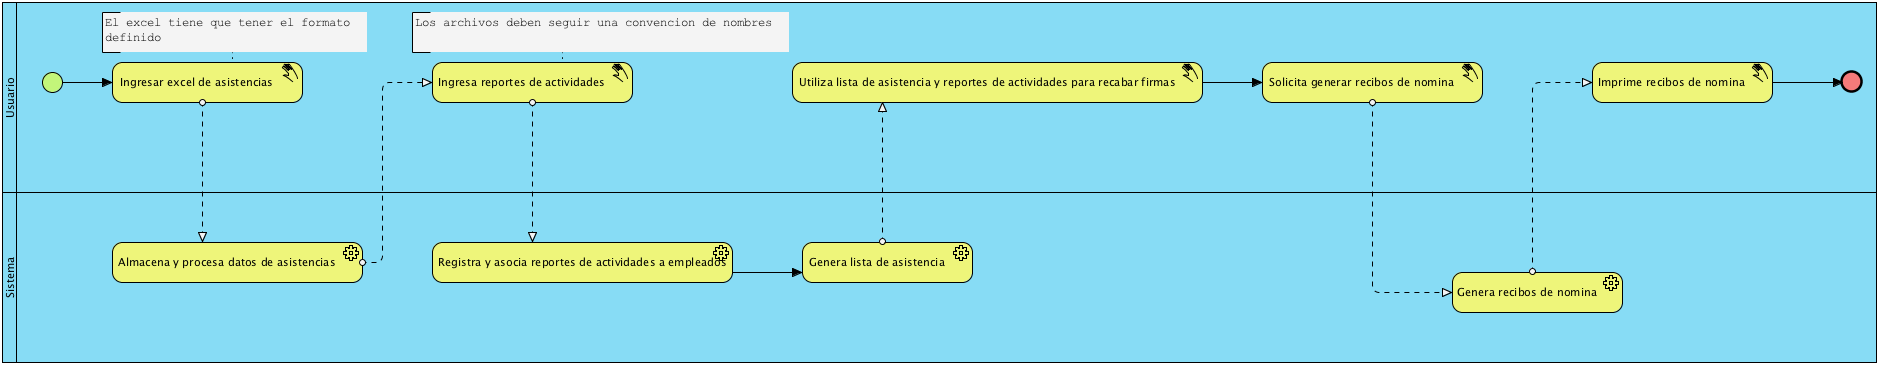 El excel tiene que tener el formato
definido
Los archivos deben seguir una convencion de nombres
Usuario
Ingresar excel de asistencias
Ingresa reportes de actividades
Utiliza lista de asistencia y reportes de actividades para recabar firmas
Solicita generar recibos de nomina
Imprime recibos de nomina
Sistema
Almacena y procesa datos de asistencias
Registra y asocia reportes de actividades a empleados
Genera lista de asistencia
Genera recibos de nomina